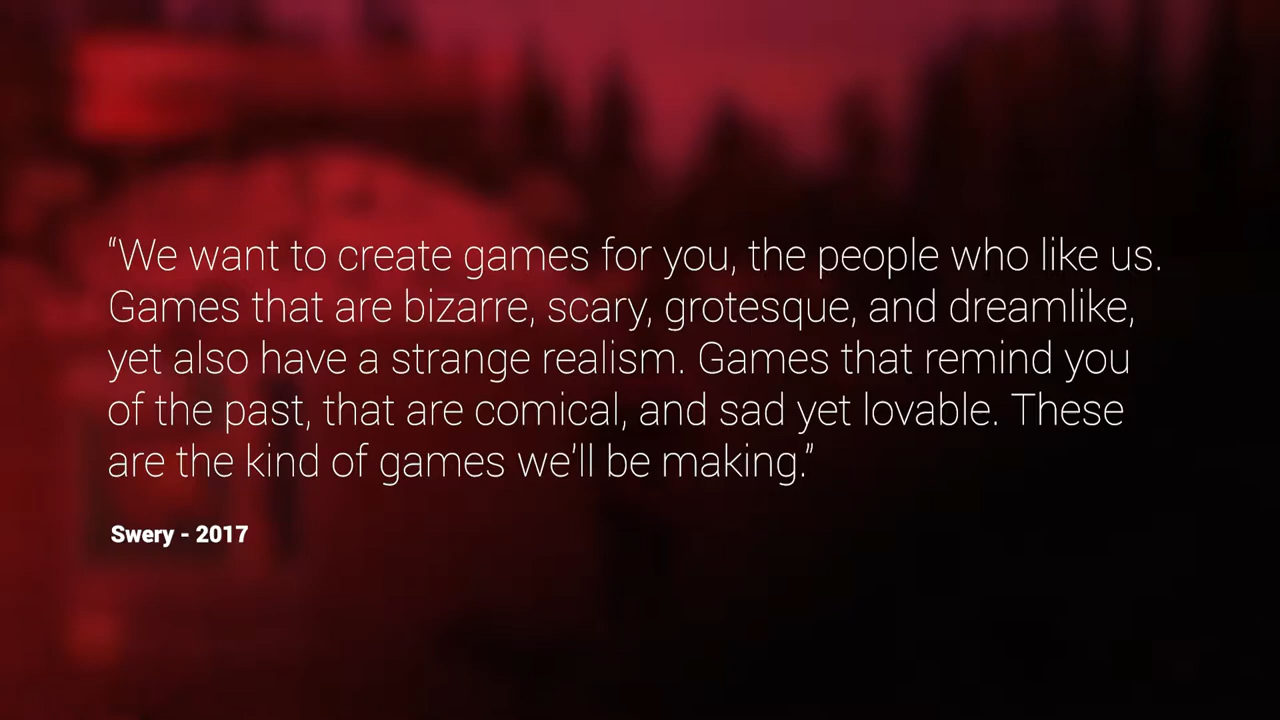 “We want to create games for you, the people who like us.
Games that are bizarre, scary, grotesque, and dreamlike,
yet also have a strange realism. Games that remind you
of the past, that are comical, and sad yet lovable. These
are the kind of games we’ll be making.”
Swery - 2017